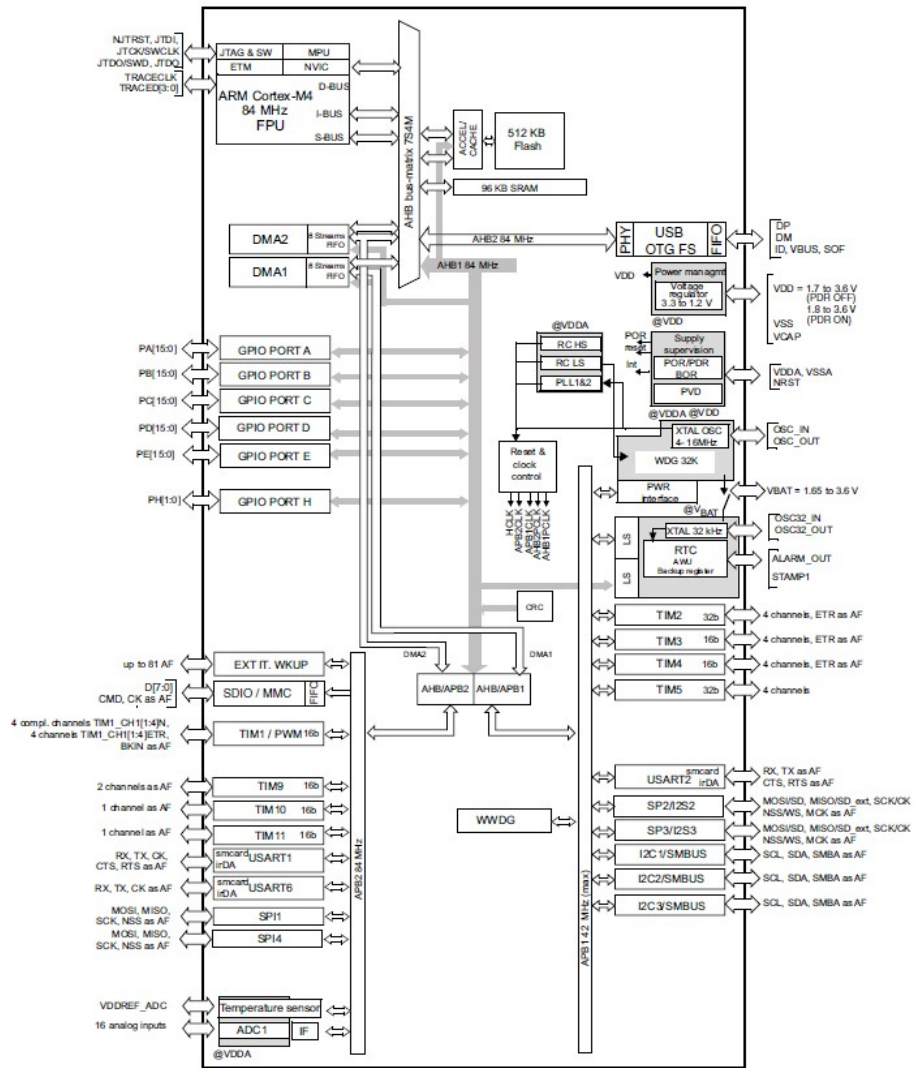 NJTRST, JTDI,
JTCK/SWCLK
JTDO/SWD, JTDO
TRACECLK
TRACED[3:0]
JTAG & SW
MPU
ETM
NVIC
D-BUS
ARM Cortex-M4
84 MHz
FPU
I-BUS
S-BUS
AHB bus-matrix 7S4M
ACCEL/
CACHE
512 KB
Flash
96 KB SRAM
DMA2
8 Streams
FIFO
DMA1
8 Streams
FIFO
AHB2 84 MHz
AHB1 84 MHz
PHY
USB
OTG FS
FIFO
DP
DM
ID, VBUS, SOF
Power managmt
VDD
Voltage
regulator
3.3 to 1.2 V
@VDD
VDD = 1.7 to 3.6 V
(PDR OFF)
1.8 to 3.6 V
(PDR ON)
VSS
VCAP
@VDDA
RC HS
RC LS
PLL1&2
POR
reset
Int
Supply
supervision
POR/PDR
BOR
PVD
VDDA, VSSA
NRST
@VDDA @VDD
PA[15:0]
GPIO PORT A
PB[15:0]
GPIO PORT B
PC[15:0]
GPIO PORT C
PD[15:0]
GPIO PORT D
PE[15:0]
GPIO PORT E
PH[1:0]
GPIO PORT H
XTAL OSC
4- 16MHz
OSC_IN
OSC_OUT
WDG 32K
Reset &
clock
control
PWR
interface
VBAT = 1.65 to 3.6 V
@VBAT
HCLK
APB2CLK
APB1CLK
AHB2PCLK
AHB1PCLK
LS
LS
XTAL 32 kHz
OSC32_IN
OSC32_OUT
RTC
AWU
Backup register
ALARM_OUT
STAMP1
CRC
TIM2 32b
4 channels, ETR as AF
TIM3 16b
4 channels, ETR as AF
TIM4 16b
4 channels, ETR as AF
TIM5 32b
4 channels
DMA2
DMA1
AHB/APB2
AHB/APB1
up to 81 AF
EXT IT. WKUP
D[7:0]
CMD, CK as AF
SDIO / MMC
FIFO
4 compl. channels TIM1_CH1[1:4]N,
4 channels TIM1_CH1[1:4]ETR,
BKIN as AF
TIM1 / PWM 16b
2 channels as AF
TIM9 16b
1 channel as AF
TIM10 16b
1 channel as AF
TIM11 16b
RX, TX, CK,
CTS, RTS as AF
smcard
irDA
USART1
RX, TX, CK as AF
smcard
irDA
USART6
MOSI, MISO,
SCK, NSS as AF
SPI1
MOSI, MISO,
SCK, NSS as AF
SPI4
VDDREF_ADC
Temperature sensor
16 analog inputs
ADC1
IF
@VDDA
APB2 84 MHz
WWDG
APB1 42 MHz (max)
USART2
smcard
irDA
RX, TX as AF
CTS, RTS as AF
SP2/I2S2
MOSI/SD, MISO/SD_ext, SCK/CK
NSS/WS, MCK as AF
SP3/I2S3
MOSI/SD, MISO/SD_ext, SCK/CK
NSS/WS, MCK as AF
I2C1/SMBUS
SCL, SDA, SMBA as AF
I2C2/SMBUS
SCL, SDA, SMBA as AF
I2C3/SMBUS
SCL, SDA, SMBA as AF